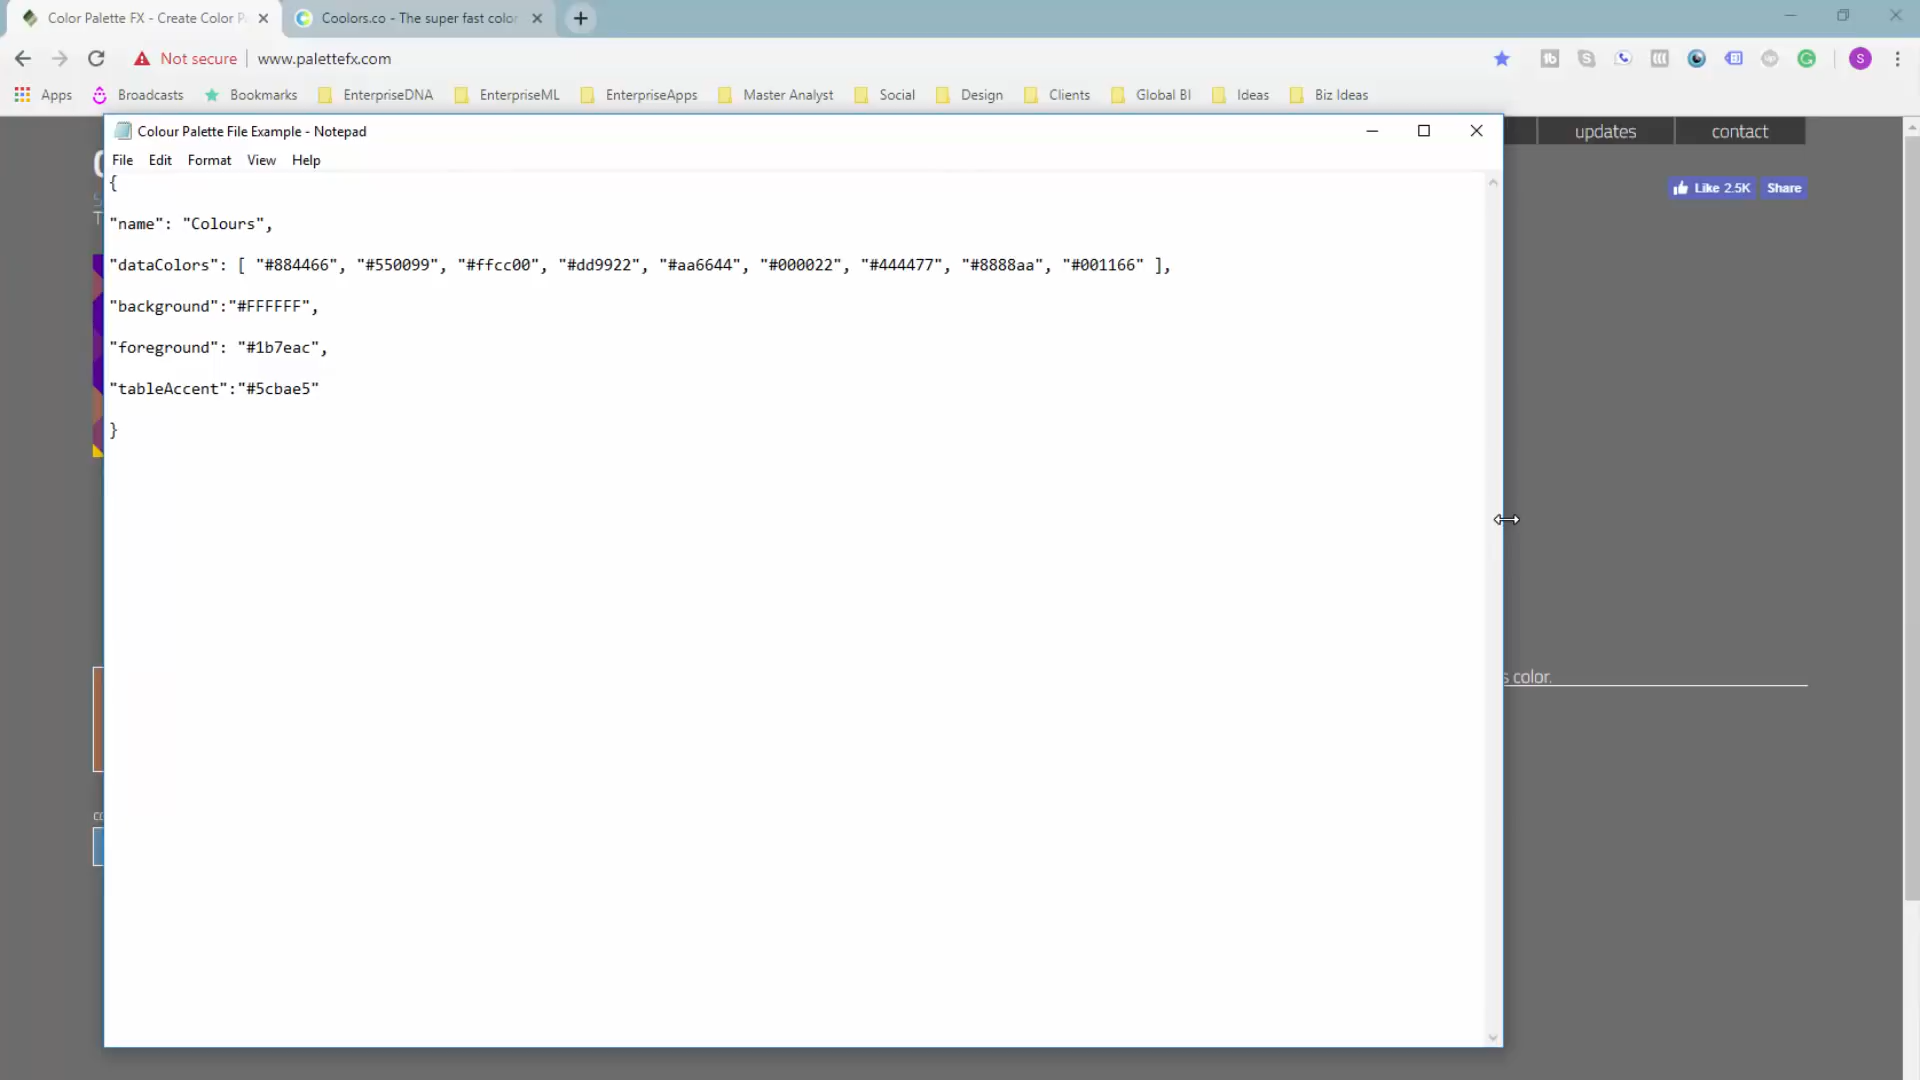 Color Palette FX - Create Color P
Coolors.co - The super fast color
Not secure
www.palettefx.com
Apps
Broadcasts
Bookmarks
EnterpriseDNA
EnterpriseML
EnterpriseApps
Master Analyst
Social
Design
Clients
Global BI
Ideas
Biz Ideas
S
Colour Palette File Example - Notepad
File Edit Format View Help
updates
contact
Like 2.5K
Share
{
"name": "Colours",
"dataColors": [ "#884466", "#550099", "#ffcc00", "#dd9922", "#aa6644", "#000022", "#444477", "#8888aa", "#001166" ],
"background":"#FFFFFF",
"foreground": "#1b7eac",
"tableAccent":"#5cbae5"
}
s color.